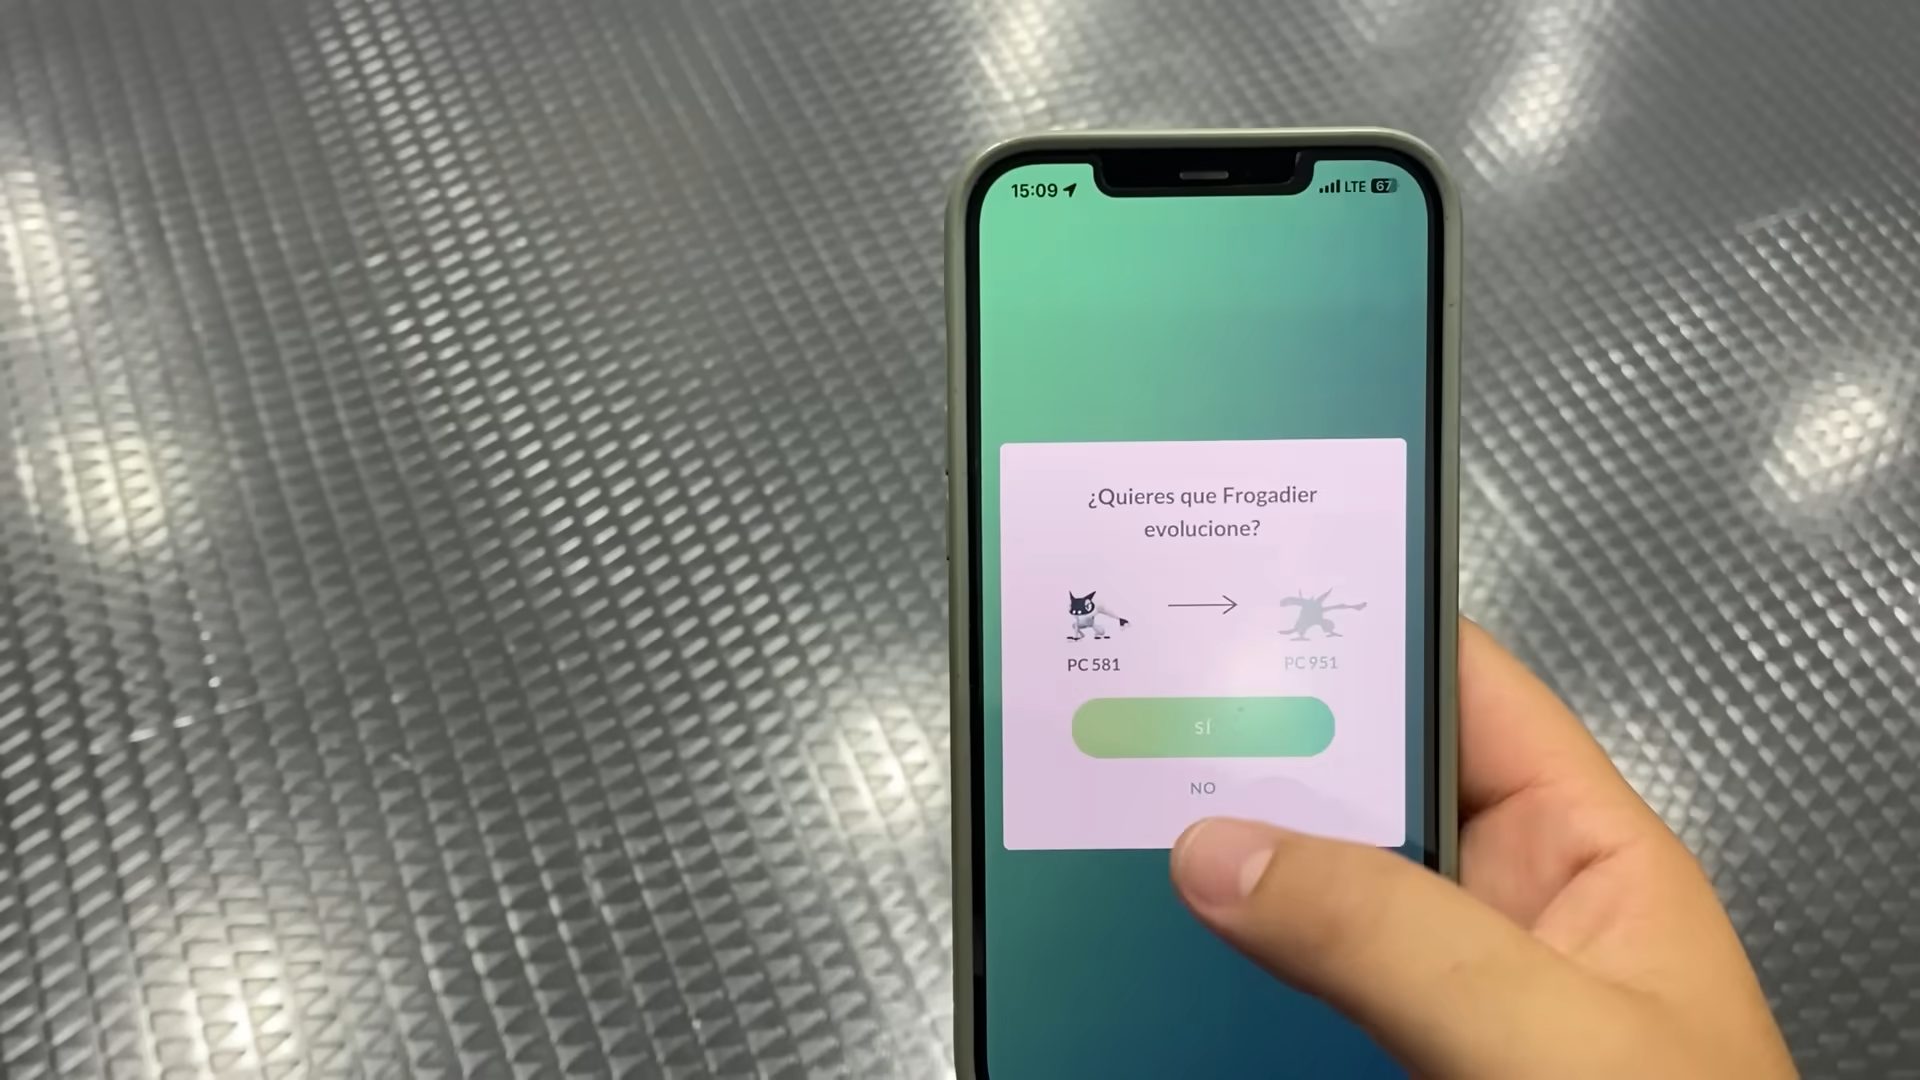 15:09
LTE 67
¿Quieres que Frogadier
evolucione?
PC 581
PC 951
SÍ
NO